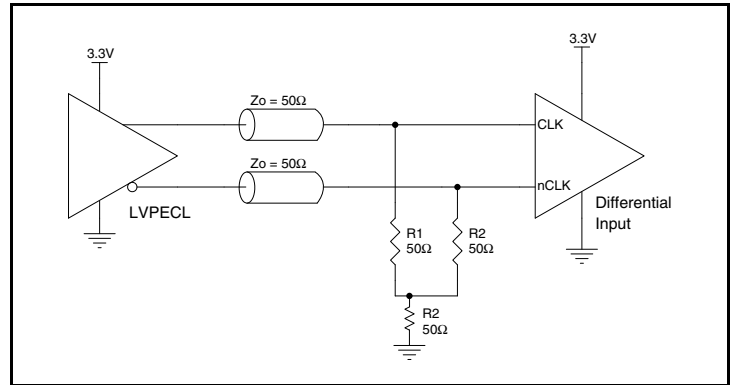 3.3V
3.3V
Zo = 50Ω
CLK
Zo = 50Ω
nCLK
LVPECL
Differential
Input
R1
50Ω
R2
50Ω
R2
50Ω